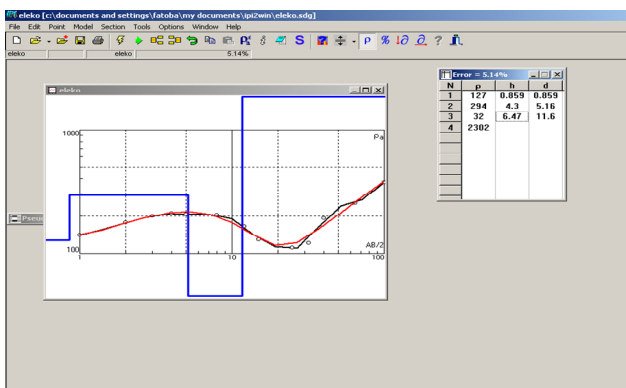 eleko [c:\documents and settings\fatoba\my documents\ipi2win\eleko.sdg]
File Edit Point Model Section Tools Options Window Help
ρ % ?
eleko eleko 5.14%
Error = 5.14%
N ρ h d
1 127 0.859 0.859
2 294 4.3 5.16
3 32 6.47 11.6
4 2302
eleko
1000
ρa
100
AB/2
1 10 100
Pseu